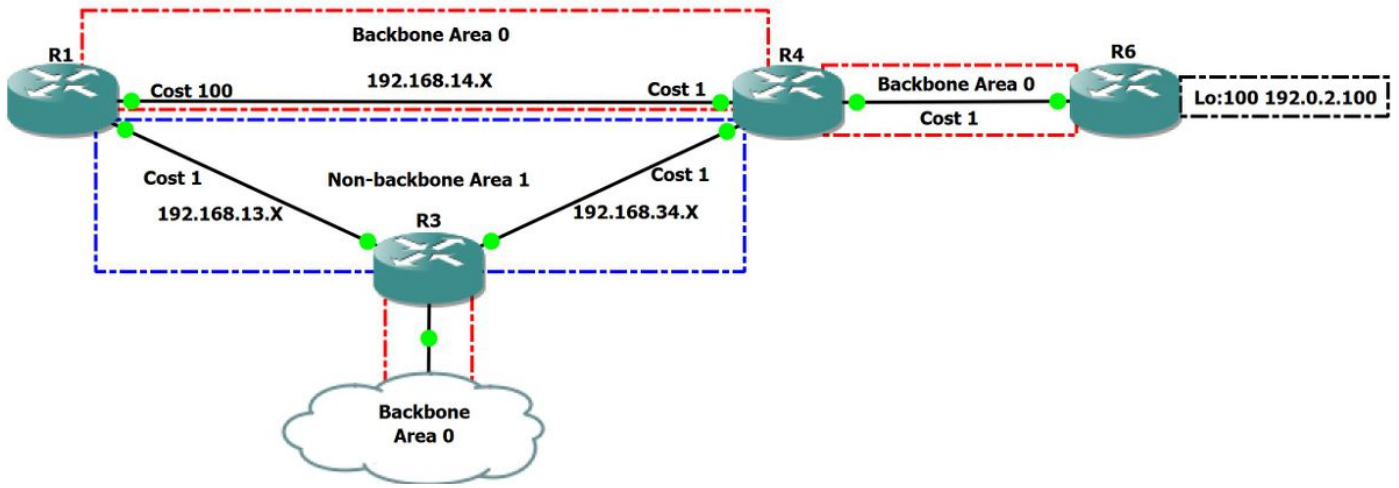 Backbone Area 0
R1
R4
R6
192.168.14.X
Cost 100
Cost 1
Backbone Area 0
Cost 1
Lo:100 192.0.2.100
Cost 1
Non-backbone Area 1
Cost 1
192.168.13.X
R3
192.168.34.X
Backbone
Area 0